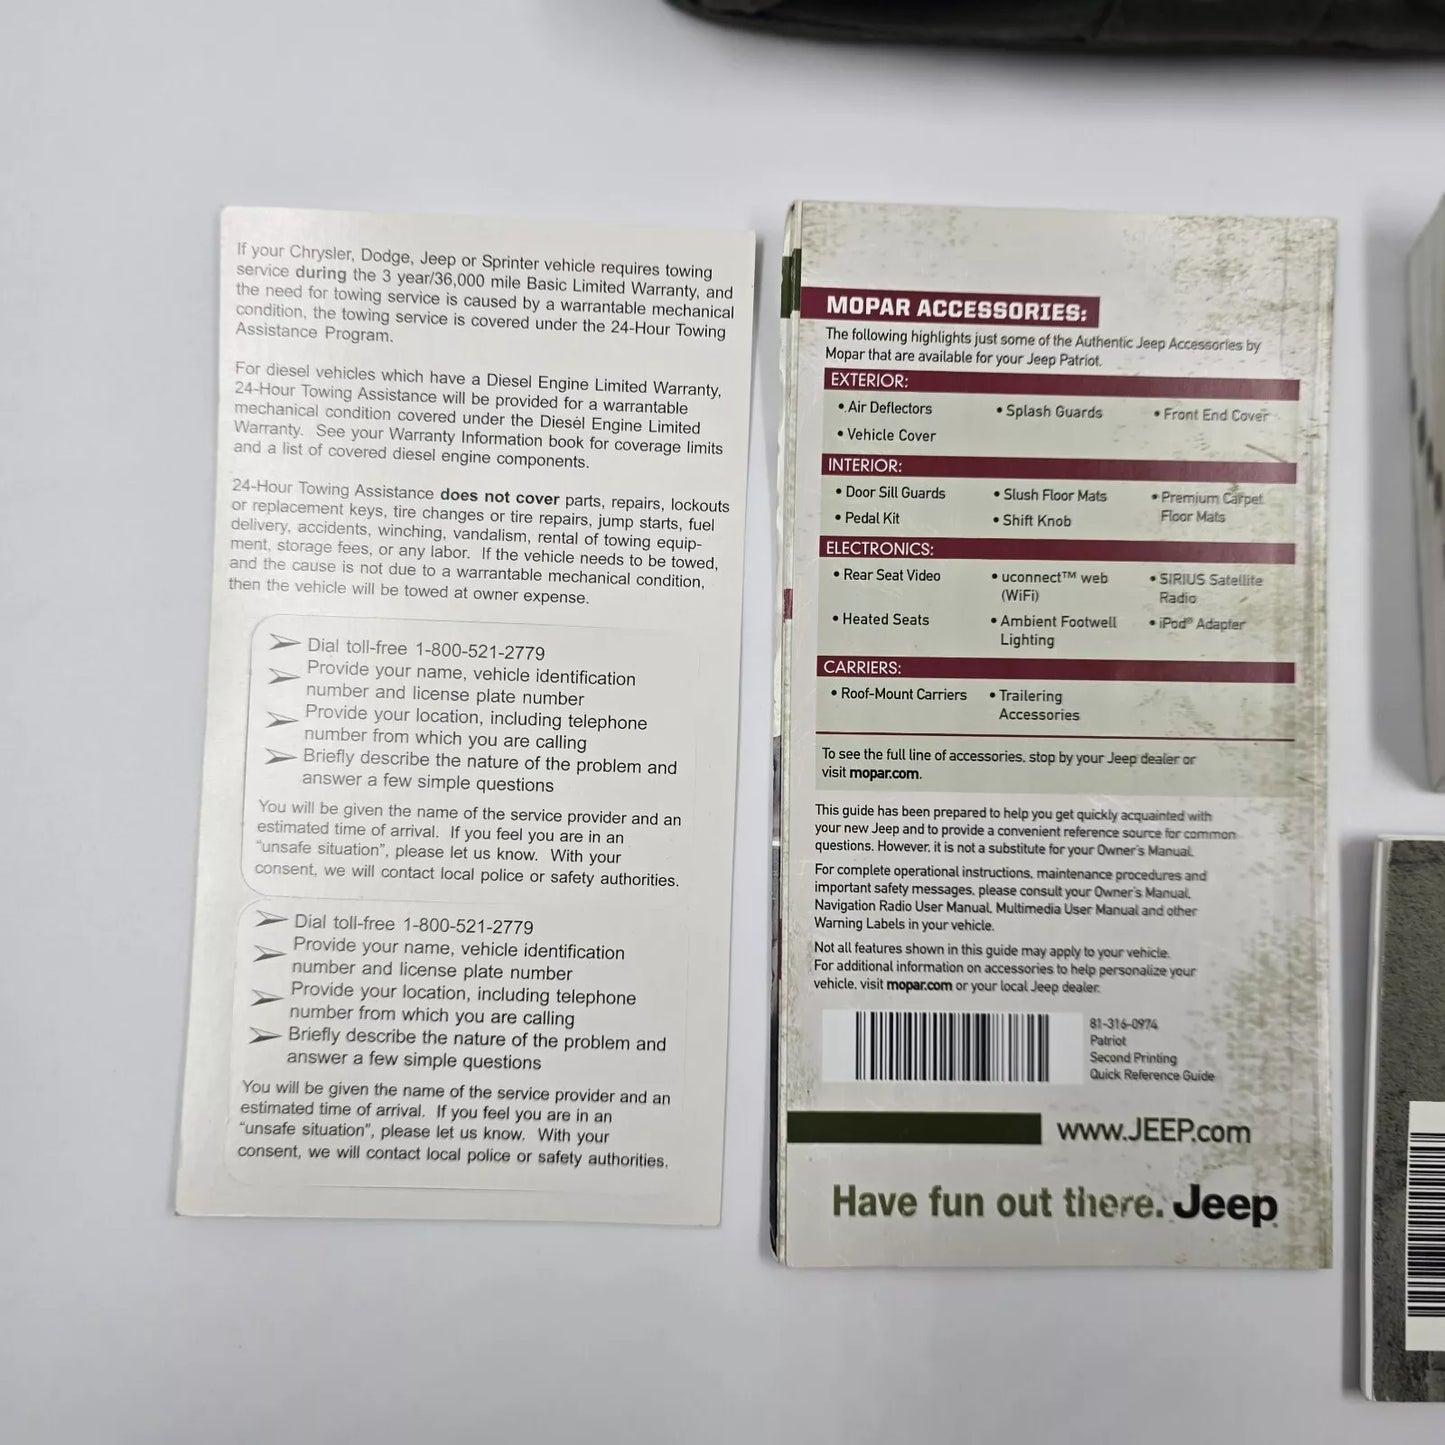 If your Chrysler, Dodge, Jeep or Sprinter vehicle requires towing
service during the 3 year/36,000 mile Basic Limited Warranty, and
the need for towing service is caused by a warrantable mechanical
condition, the towing service is covered under the 24-Hour Towing
Assistance Program.
For diesel vehicles which have a Diesel Engine Limited Warranty,
24-Hour Towing Assistance will be provided for a warrantable
mechanical condition covered under the Diesel Engine Limited
Warranty. See your Warranty Information book for coverage limits
and a list of covered diesel engine components.
24-Hour Towing Assistance does not cover parts, repairs, lockouts
or replacement keys, tire changes or tire repairs, jump starts, fuel
delivery, accidents, winching, vandalism, rental of towing equip-
ment, storage fees, or any labor. If the vehicle needs to be towed,
and the cause is not due to a warrantable mechanical condition,
then the vehicle will be towed at owner expense.
Dial toll-free 1-800-521-2779
Provide your name, vehicle identification
number and license plate number
Provide your location, including telephone
number from which you are calling
Briefly describe the nature of the problem and
answer a few simple questions
You will be given the name of the service provider and an
estimated time of arrival. If you feel you are in an
"unsafe situation", please let us know. With your
consent, we will contact local police or safety authorities.
Dial toll-free 1-800-521-2779
Provide your name, vehicle identification
number and license plate number
Provide your location, including telephone
number from which you are calling
Briefly describe the nature of the problem and
answer a few simple questions
You will be given the name of the service provider and an
estimated time of arrival. If you feel you are in an
"unsafe situation", please let us know. With your
consent, we will contact local police or safety authorities.
MOPAR ACCESSORIES:
The following highlights just some of the Authentic Jeep Accessories by
Mopar that are available for your Jeep Patriot.
EXTERIOR:
• Air Deflectors • Splash Guards • Front End Cover
• Vehicle Cover
INTERIOR:
• Door Sill Guards • Slush Floor Mats • Premium Carpet
Floor Mats
• Pedal Kit • Shift Knob
ELECTRONICS:
• Rear Seat Video • uconnect™ web • SIRIUS Satellite
(WiFi) Radio
• Heated Seats • Ambient Footwell • iPod® Adapter
Lighting
CARRIERS:
• Roof-Mount Carriers • Trailering
Accessories
To see the full line of accessories, stop by your Jeep dealer or
visit mopar.com.
This guide has been prepared to help you get quickly acquainted with
your new Jeep and to provide a convenient reference source for common
questions. However, it is not a substitute for your Owner's Manual.
For complete operational instructions, maintenance procedures and
important safety messages, please consult your Owner's Manual,
Navigation Radio User Manual, Multimedia User Manual and other
Warning Labels in your vehicle.
Not all features shown in this guide may apply to your vehicle.
For additional information on accessories to help personalize your
vehicle, visit mopar.com or your local Jeep dealer.
81-316-0974
Patriot
Second Printing
Quick Reference Guide
www.JEEP.com
Have fun out there. Jeep